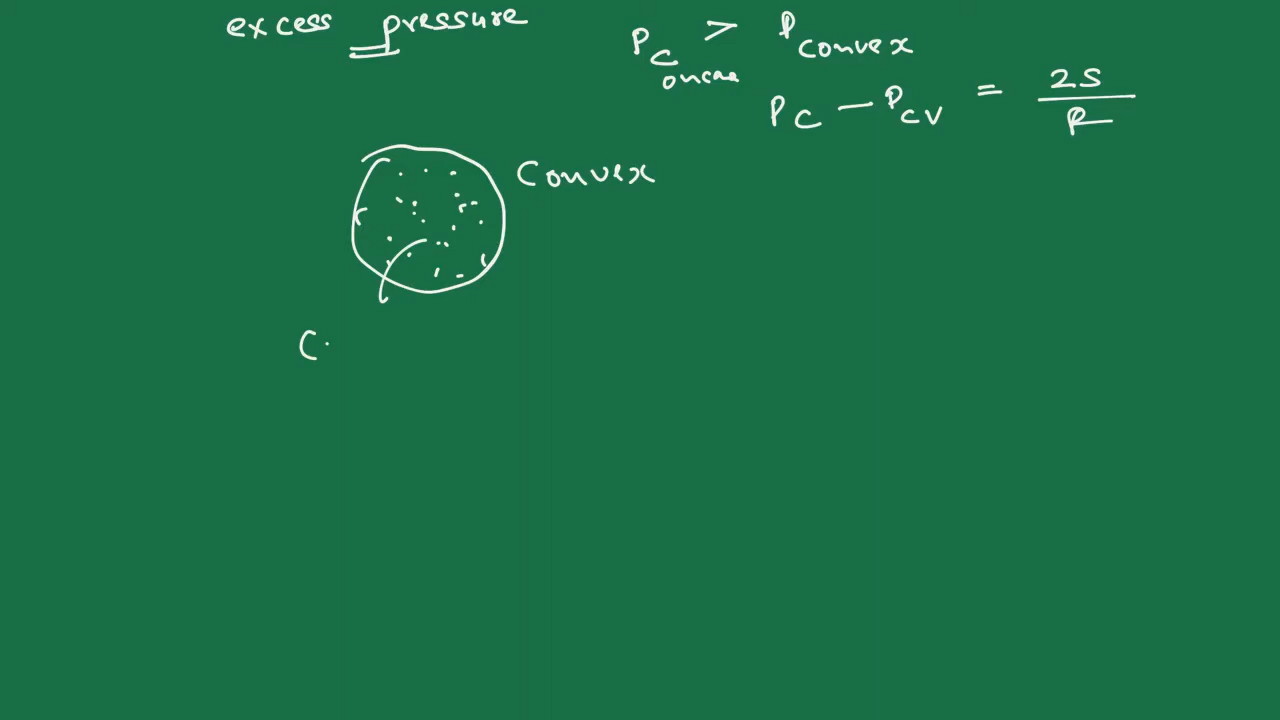 excess pressure
P_Concave > P_Convex
P_C - P_CV = 2S/R
Convex
C